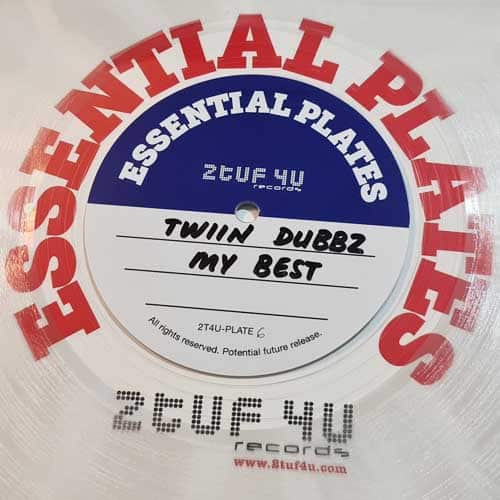 ESSENTIAL PLATES
ESSENTIAL PLATES
2tuf 4u
records
TWIIN DUBBZ
MY BEST
2T4U-PLATE 6
All rights reserved. Potential future release.
2tuf 4u
records
www.2tuf4u.com